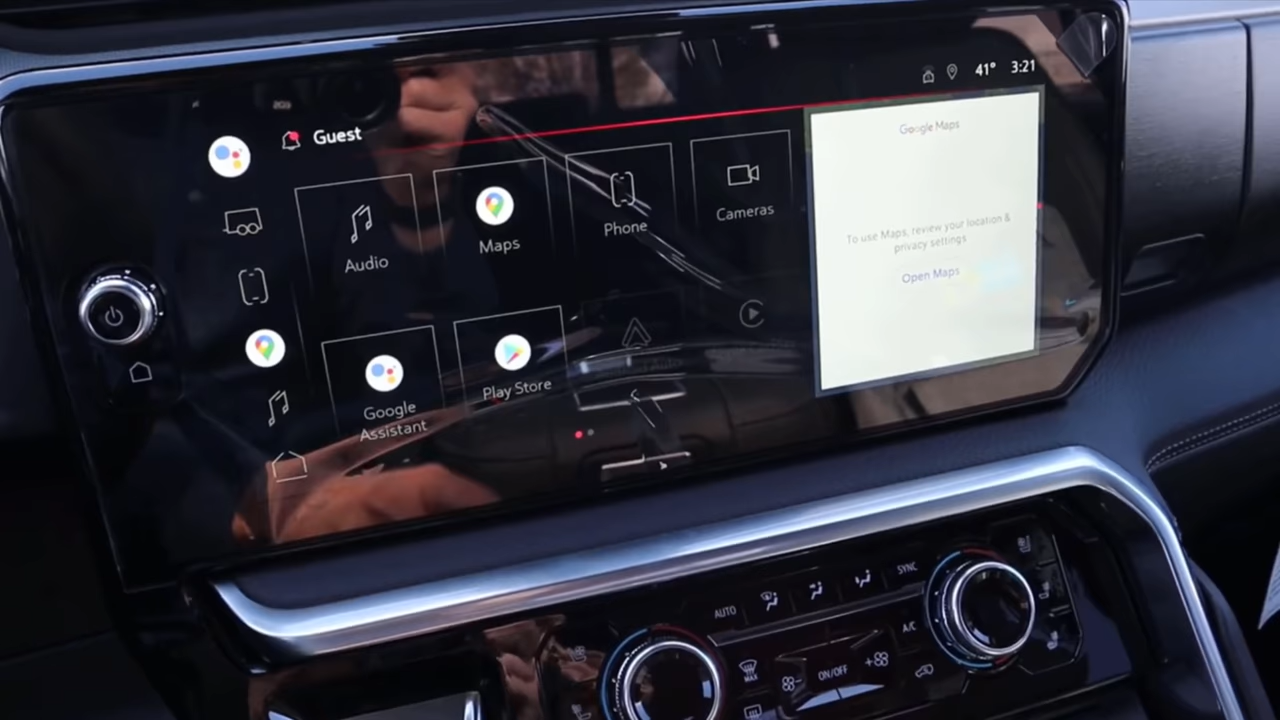 41° 3:21
Guest
Google Maps
Audio
Maps
Phone
Cameras
To use Maps, review your location &
privacy settings
Open Maps
Google
Assistant
Play Store
AUTO
SYNC
A/C
MAX
ON/OFF